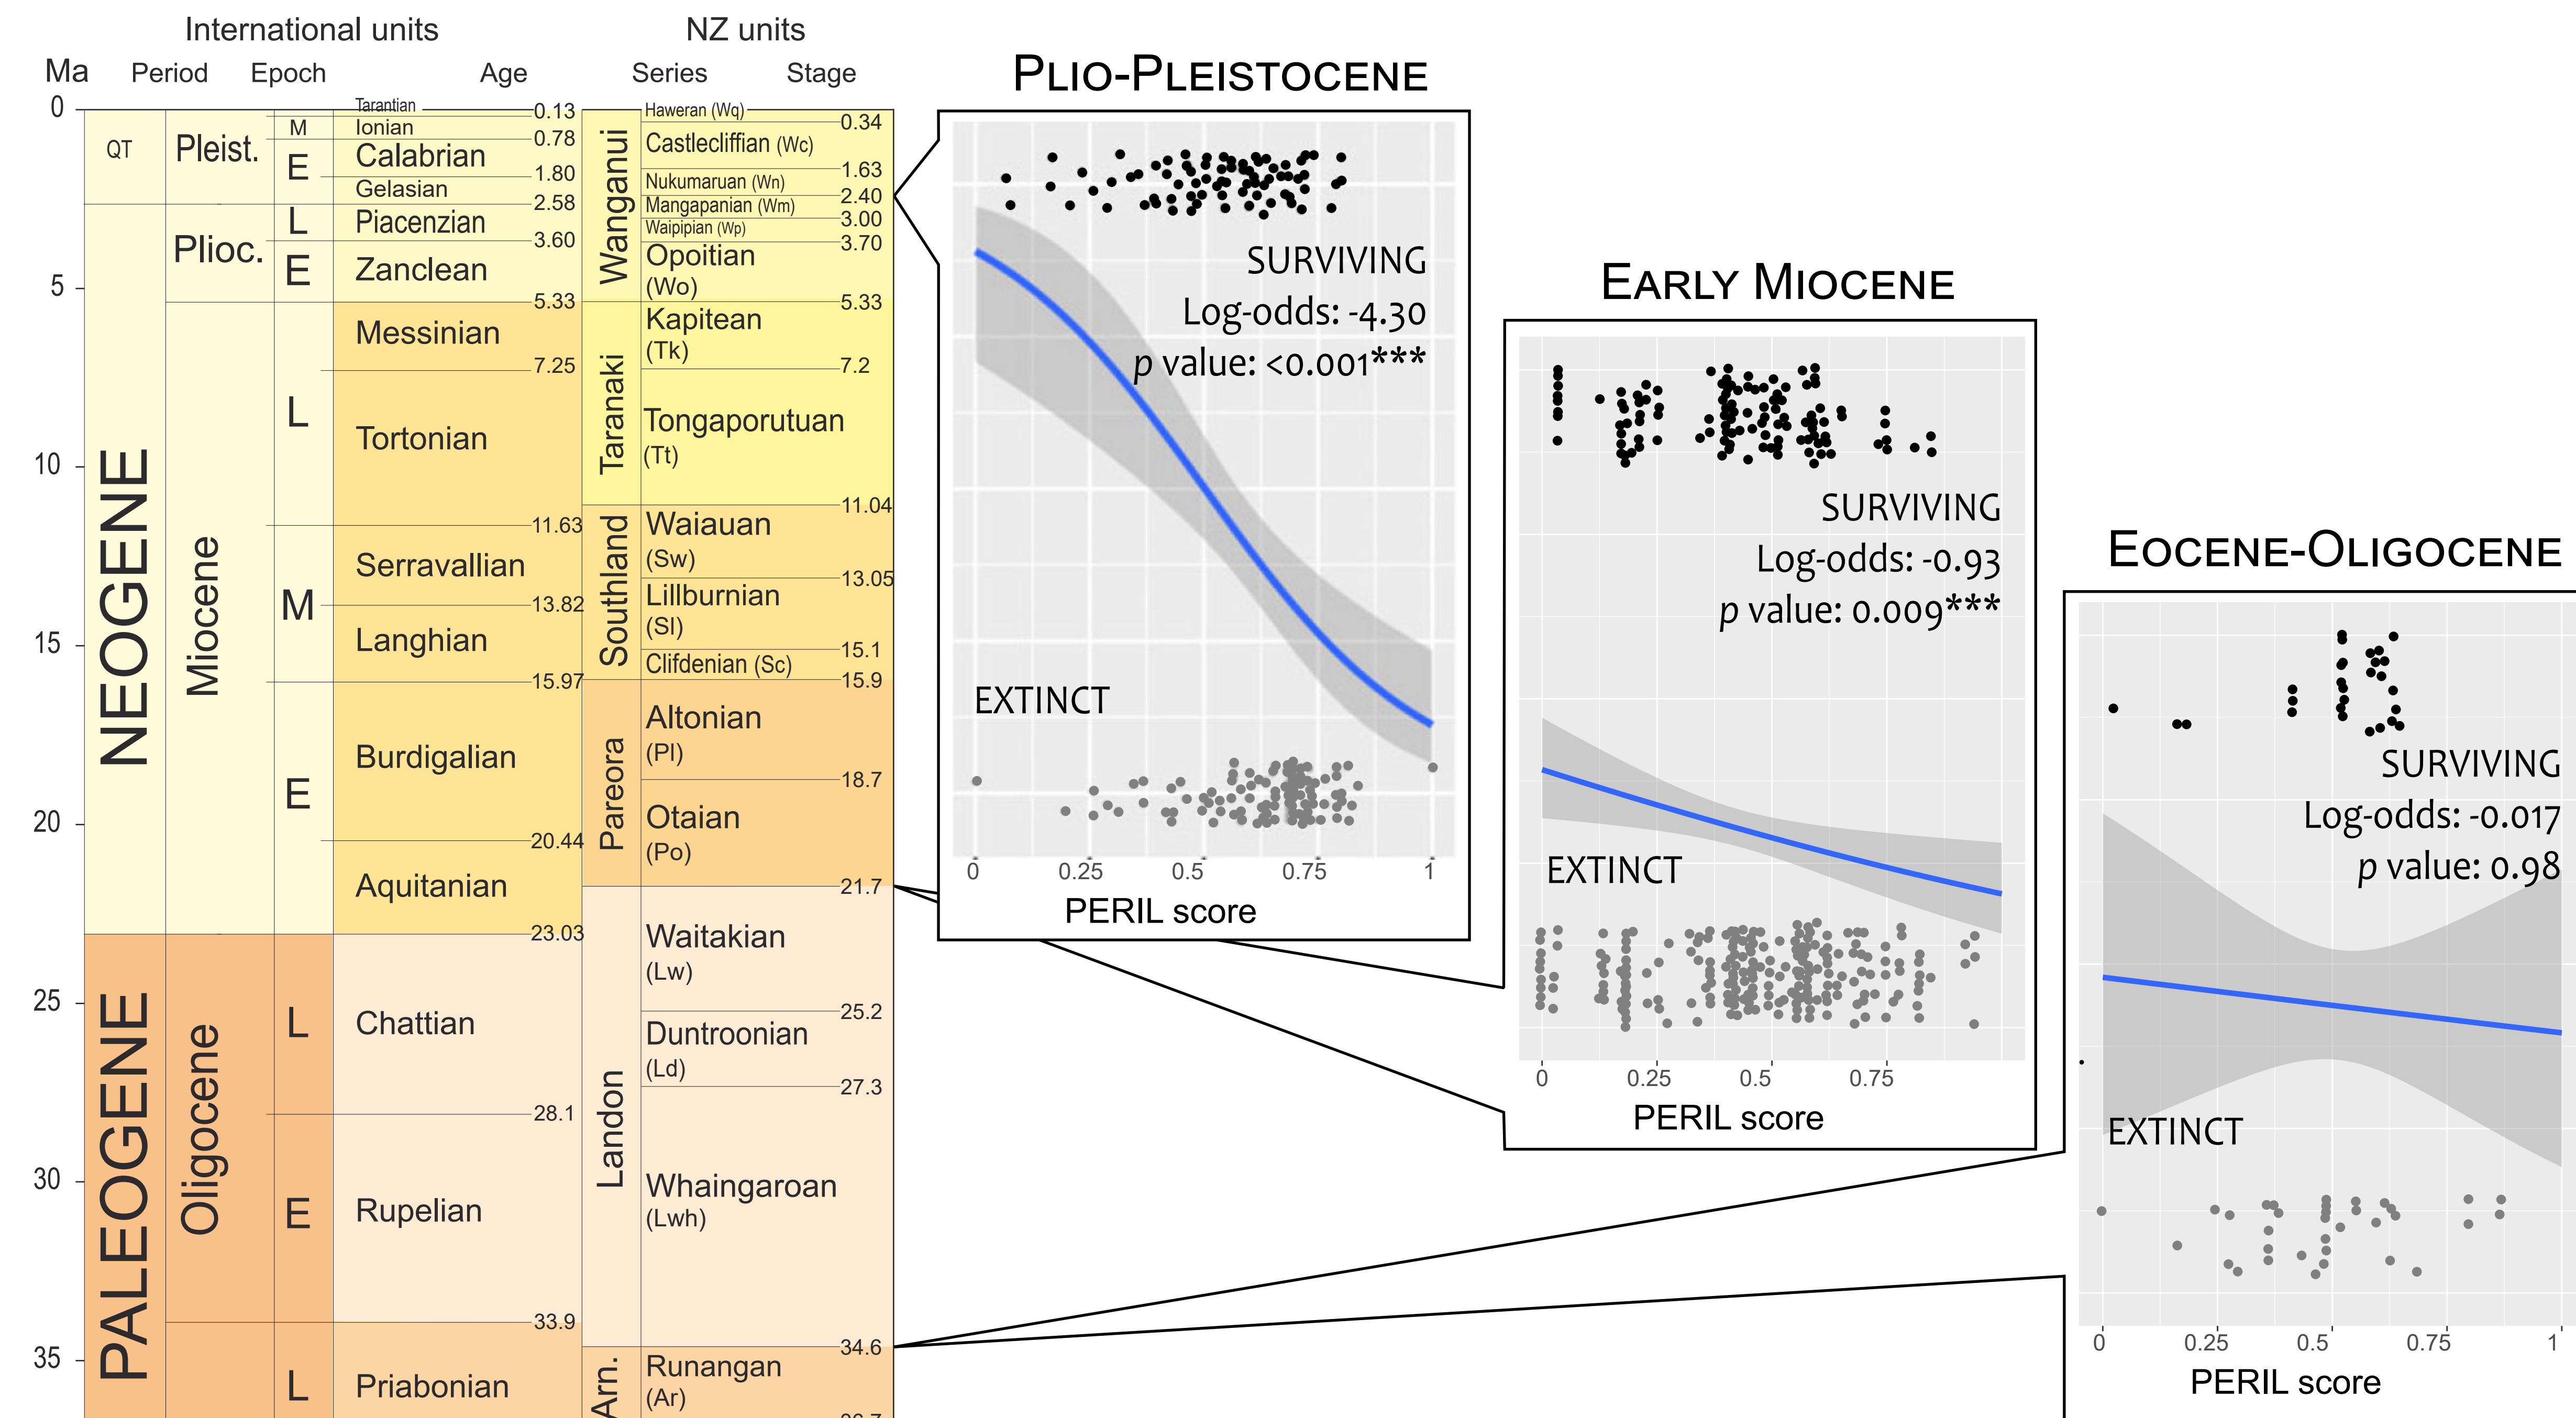 International units
NZ units
Ma
Period
Epoch
Age
Series
Stage
0
5
10
15
20
25
30
35
QT
NEOGENE
PALEOGENE
Pleist.
Plioc.
Miocene
Oligocene
M
E
L
E
L
M
E
L
E
L
Tarantian
0.13
Ionian
0.78
Calabrian
1.80
Gelasian
2.58
Piacenzian
3.60
Zanclean
5.33
Messinian
7.25
Tortonian
11.63
Serravallian
13.82
Langhian
15.97
Burdigalian
20.44
Aquitanian
23.03
Chattian
28.1
Rupelian
33.9
Priabonian
Wanganui
Taranaki
Southland
Pareora
Landon
Arn.
Haweran (Wq)
0.34
Castlecliffian (Wc)
1.63
Nukumaruan (Wn)
2.40
Mangapanian (Wm)
3.00
Waipipian (Wp)
3.70
Opoitian
(Wo)
5.33
Kapitean
(Tk)
7.2
Tongaporutuan
(Tt)
11.04
Waiauan
(Sw)
13.05
Lillburnian
(Sl)
15.1
Clifdenian (Sc)
15.9
Altonian
(Pl)
18.7
Otaian
(Po)
21.7
Waitakian
(Lw)
25.2
Duntroonian
(Ld)
27.3
Whaingaroan
(Lwh)
34.6
Runangan
(Ar)
PLIO-PLEISTOCENE
SURVIVING
Log-odds: -4.30
p value: <0.001***
EXTINCT
0 0.25 0.5 0.75 1
PERIL score
EARLY MIOCENE
SURVIVING
Log-odds: -0.93
p value: 0.009***
EXTINCT
0 0.25 0.5 0.75
PERIL score
EOCENE-OLIGOCENE
SURVIVING
Log-odds: -0.017
p value: 0.98
EXTINCT
0 0.25 0.5 0.75 1
PERIL score